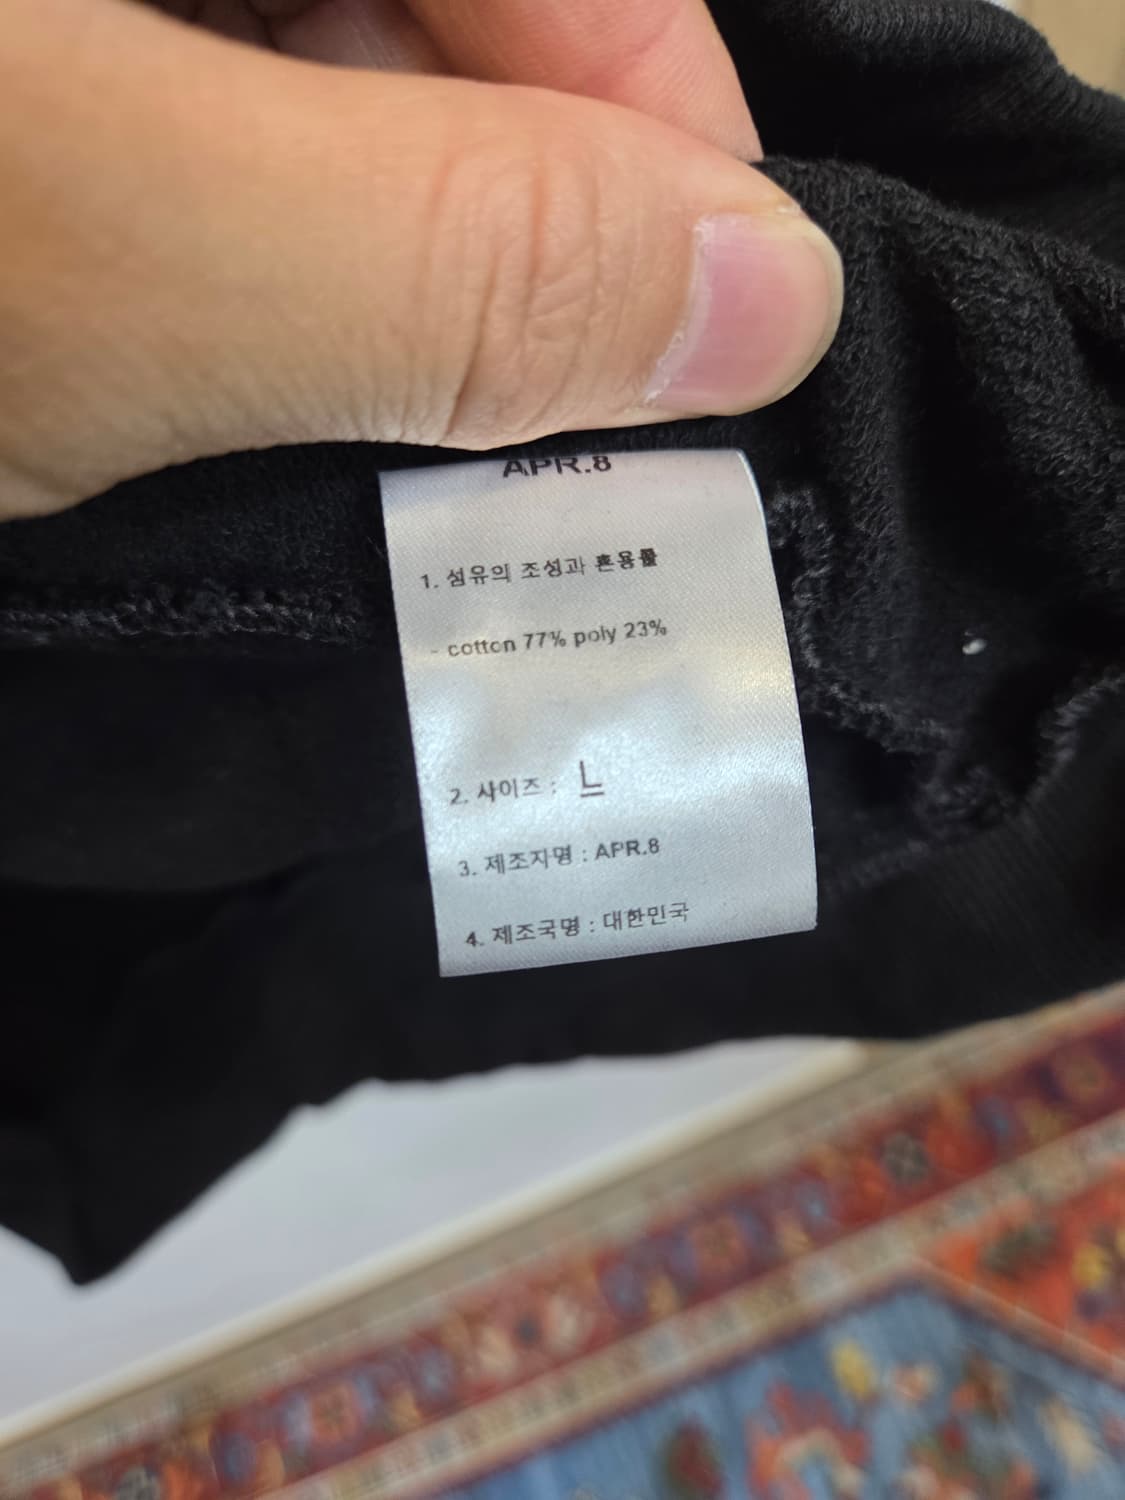 APR.8
1. 섬유의 조성과 혼용률
- cotton 77% poly 23%
2. 사이즈 : L
3. 제조자명 : APR.8
4. 제조국명 : 대한민국